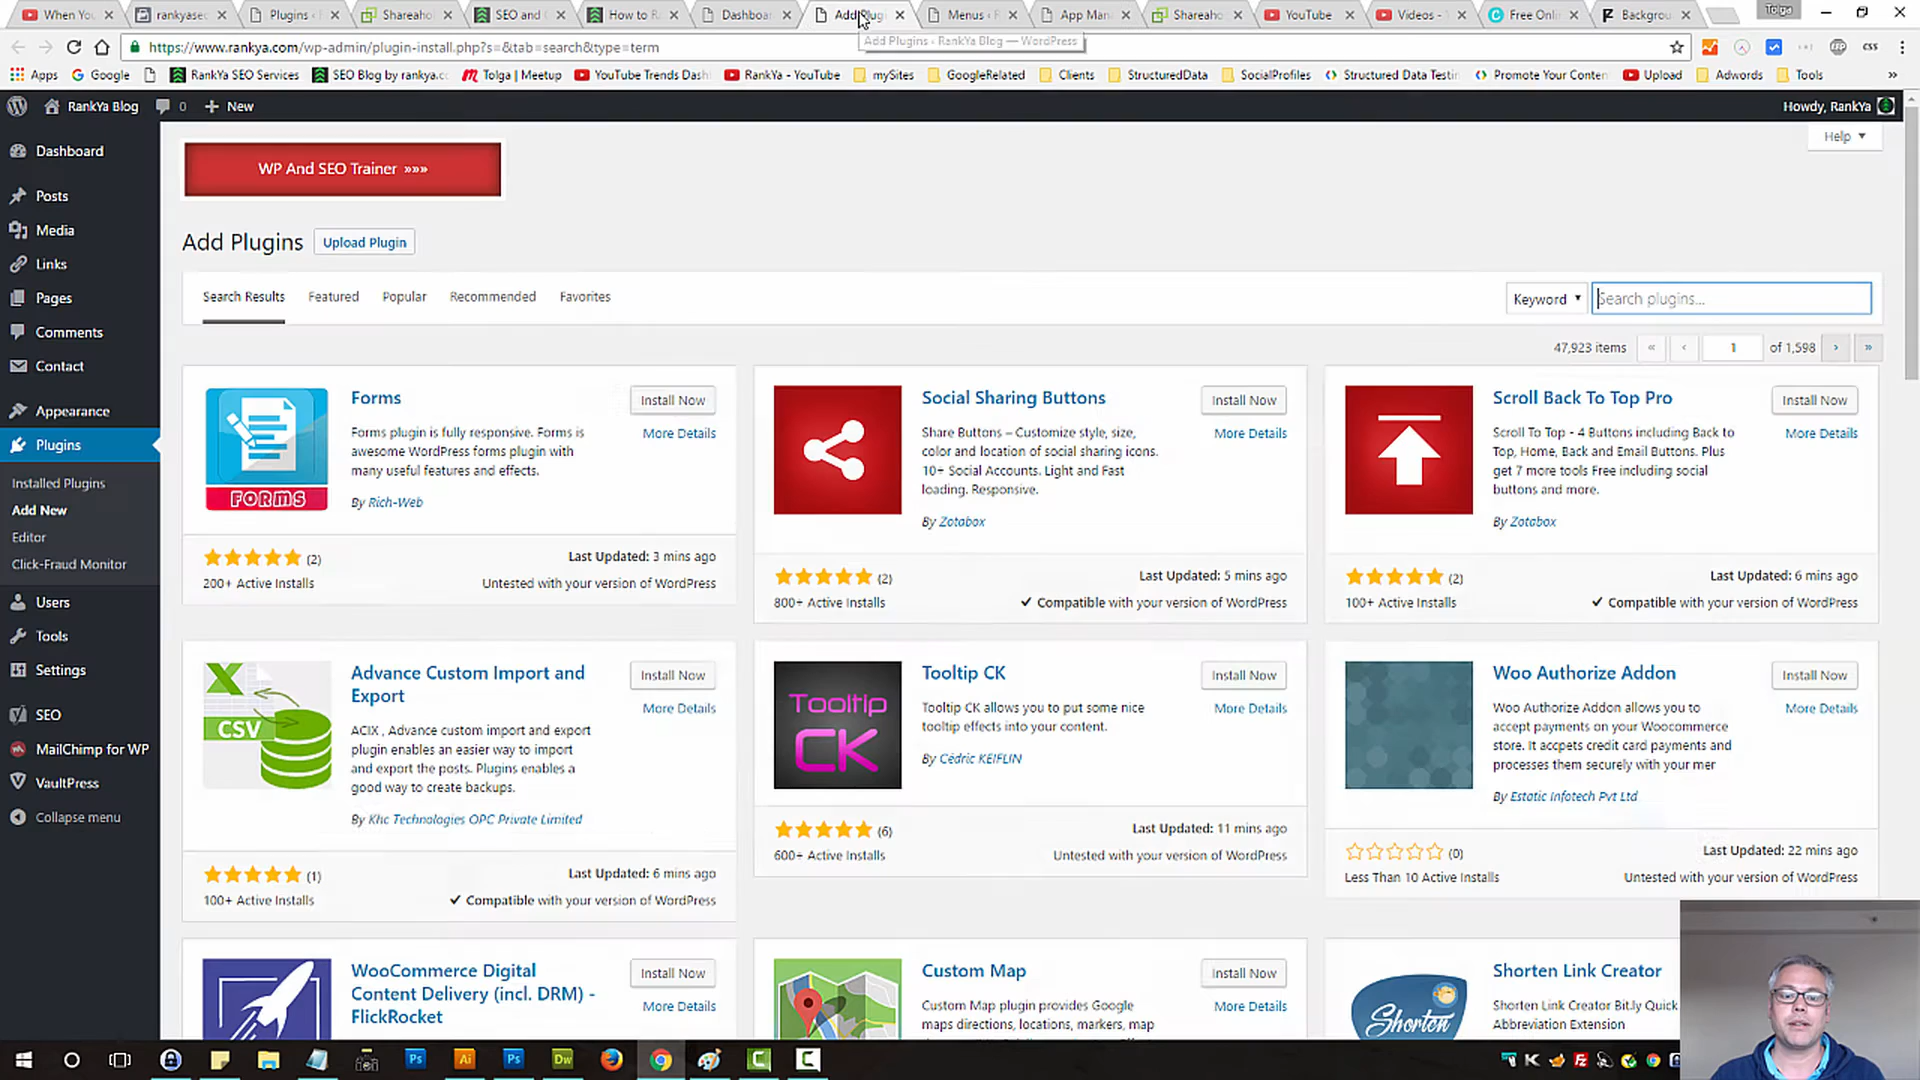 When You
rankyase
Plugins ‹ R
Shareaho
SEO and
How to R
Dashboa
Add Plugi
Menus ‹ R
App Man
Shareaho
YouTube
Videos -
Free Onli
Backgrou
Tolga
https://www.rankya.com/wp-admin/plugin-install.php?s=&tab=search&type=term
Add Plugins ‹ RankYa Blog — WordPress
CSS
Apps
Google
RankYa SEO Services
SEO Blog by rankya.cc
Tolga | Meetup
YouTube Trends Dash
RankYa - YouTube
mySites
GoogleRelated
Clients
StructuredData
SocialProfiles
Structured Data Testin
Promote Your Conten
Upload
Adwords
Tools
»
RankYa Blog
0
+ New
Howdy, RankYa
Help ▼
Dashboard
Posts
Media
Links
Pages
Comments
Contact
Appearance
Plugins
Installed Plugins
Add New
Editor
Click-Fraud Monitor
Users
Tools
Settings
SEO
MailChimp for WP
VaultPress
Collapse menu
WP And SEO Trainer »»»
Add Plugins
Upload Plugin
Search Results
Featured
Popular
Recommended
Favorites
Keyword
Search plugins...
47,923 items
«
‹
1
of 1,598
›
»
Forms
Install Now
More Details
Forms plugin is fully responsive. Forms is
awesome WordPress forms plugin with
many useful features and effects.
By Rich-Web
FORMS
(2)
200+ Active Installs
Last Updated: 3 mins ago
Untested with your version of WordPress
Social Sharing Buttons
Install Now
More Details
Share Buttons – Customize style, size,
color and location of social sharing icons.
10+ Social Accounts. Light and Fast
loading. Responsive.
By Zotabox
(2)
800+ Active Installs
Last Updated: 5 mins ago
✓ Compatible with your version of WordPress
Scroll Back To Top Pro
Install Now
More Details
Scroll To Top - 4 Buttons including Back to
Top, Home, Back and Email Buttons. Plus
get 7 more tools Free including social
buttons and more.
By Zotabox
(2)
100+ Active Installs
Last Updated: 6 mins ago
✓ Compatible with your version of WordPress
Advance Custom Import and
Export
Install Now
More Details
X
CSV
ACIX , Advance custom import and export
plugin enables an easier way to import
and export the posts. Plugins enables a
good way to create backups.
By Khc Technologies OPC Private Limited
(1)
100+ Active Installs
Last Updated: 6 mins ago
✓ Compatible with your version of WordPress
Tooltip CK
Install Now
More Details
Tooltip
CK
Tooltip CK allows you to put some nice
tooltip effects into your content.
By Cédric KEIFLIN
(6)
600+ Active Installs
Last Updated: 11 mins ago
Untested with your version of WordPress
Woo Authorize Addon
Install Now
More Details
Woo Authorize Addon allows you to
accept payments on your Woocommerce
store. It accpets credit card payments and
processes them securely with your mer
By Estatic Infotech Pvt Ltd
(0)
Less Than 10 Active Installs
Last Updated: 22 mins ago
Untested with your version of WordPress
WooCommerce Digital
Content Delivery (incl. DRM) -
FlickRocket
Install Now
More Details
Custom Map
Install Now
More Details
Custom Map plugin provides Google
maps directions, locations, markers, map
Shorten
Shorten Link Creator
Shorten Link Creator Bit.ly Quick
Abbreviation Extension
Ps
Ai
Ps
Dw